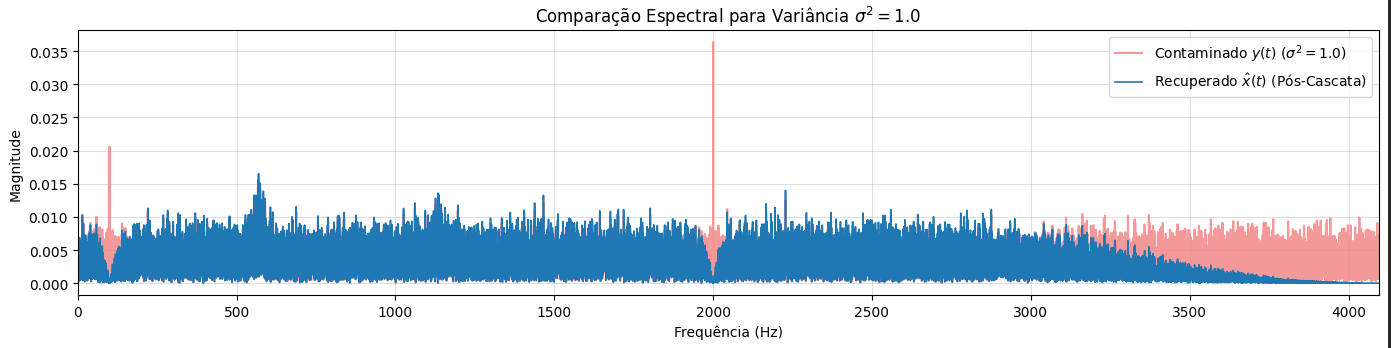 Comparação Espectral para Variância σ² = 1.0
Contaminado y(t) (σ² = 1.0)
Recuperado x̂(t) (Pós-Cascata)
Magnitude
0.035
0.030
0.025
0.020
0.015
0.010
0.005
0.000
0 500 1000 1500 2000 2500 3000 3500 4000
Frequência (Hz)